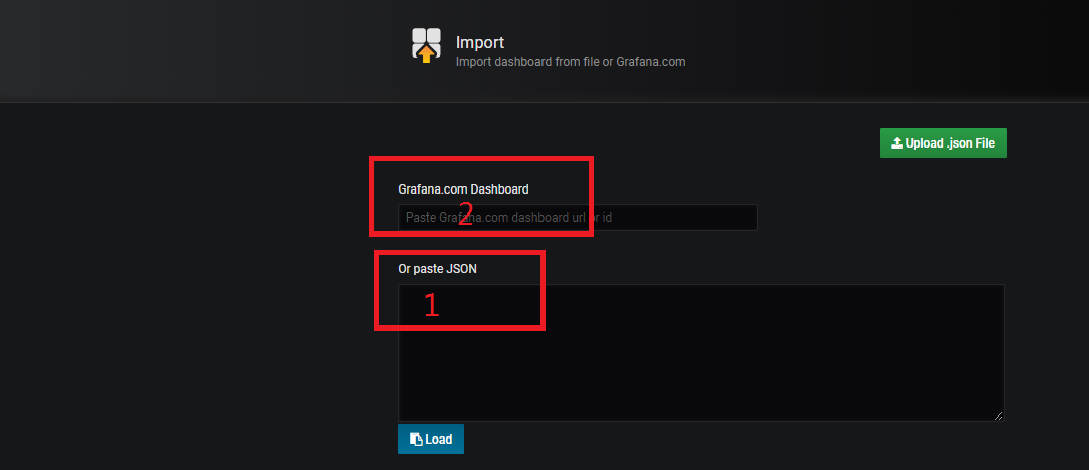 Import
Import dashboard from file or Grafana.com
Upload .json File
Grafana.com Dashboard
Paste Grafana.com dashboard url or id
2
Or paste JSON
1
Load